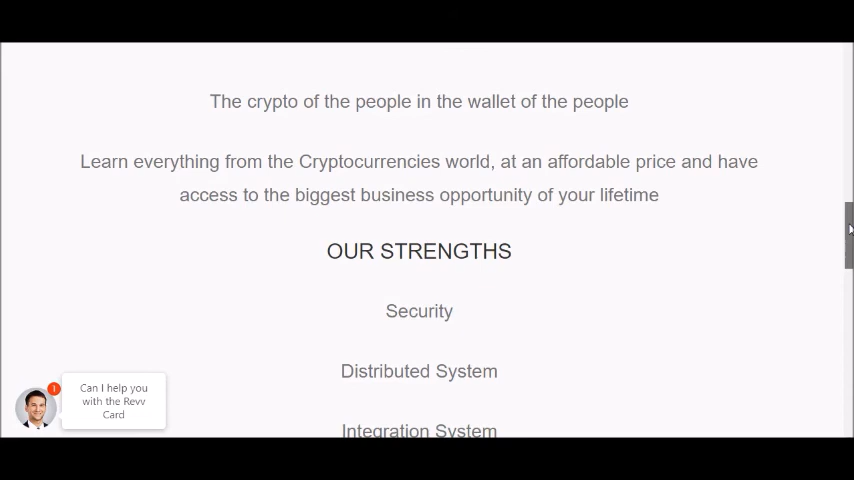 The crypto of the people in the wallet of the people
Learn everything from the Cryptocurrencies world, at an affordable price and have
access to the biggest business opportunity of your lifetime
OUR STRENGTHS
Security
Distributed System
Integration System
1
Can I help you
with the Revv
Card